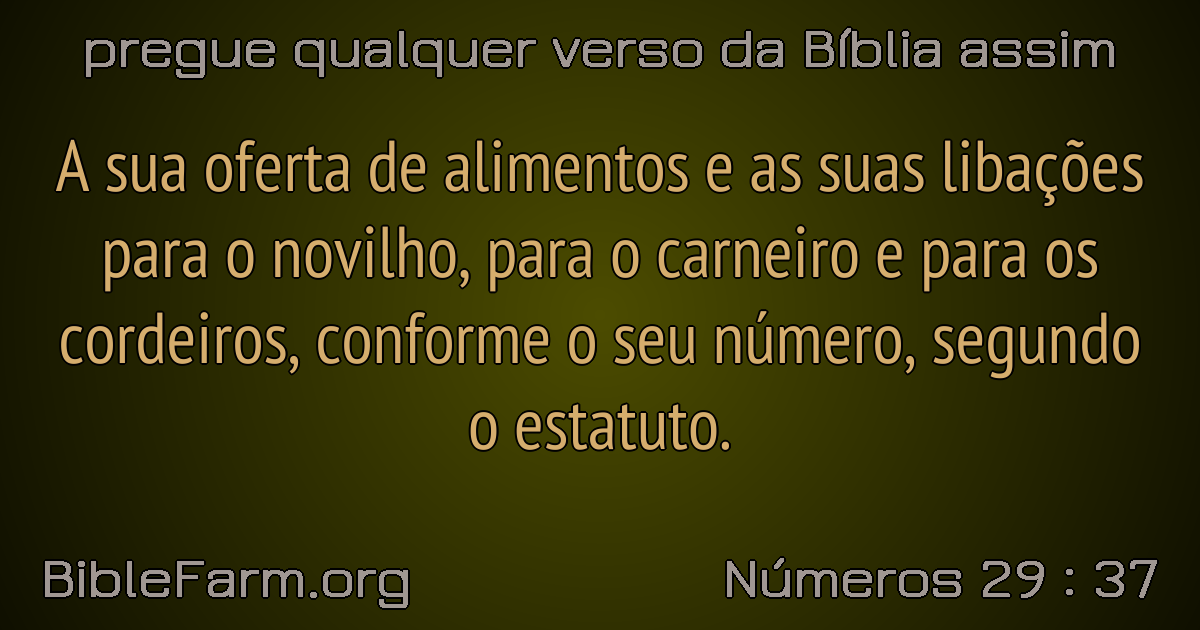 pregue qualquer verso da Bíblia assim
A sua oferta de alimentos e as suas libações
para o novilho, para o carneiro e para os
cordeiros, conforme o seu número, segundo
o estatuto.
BibleFarm.org
Números 29 : 37